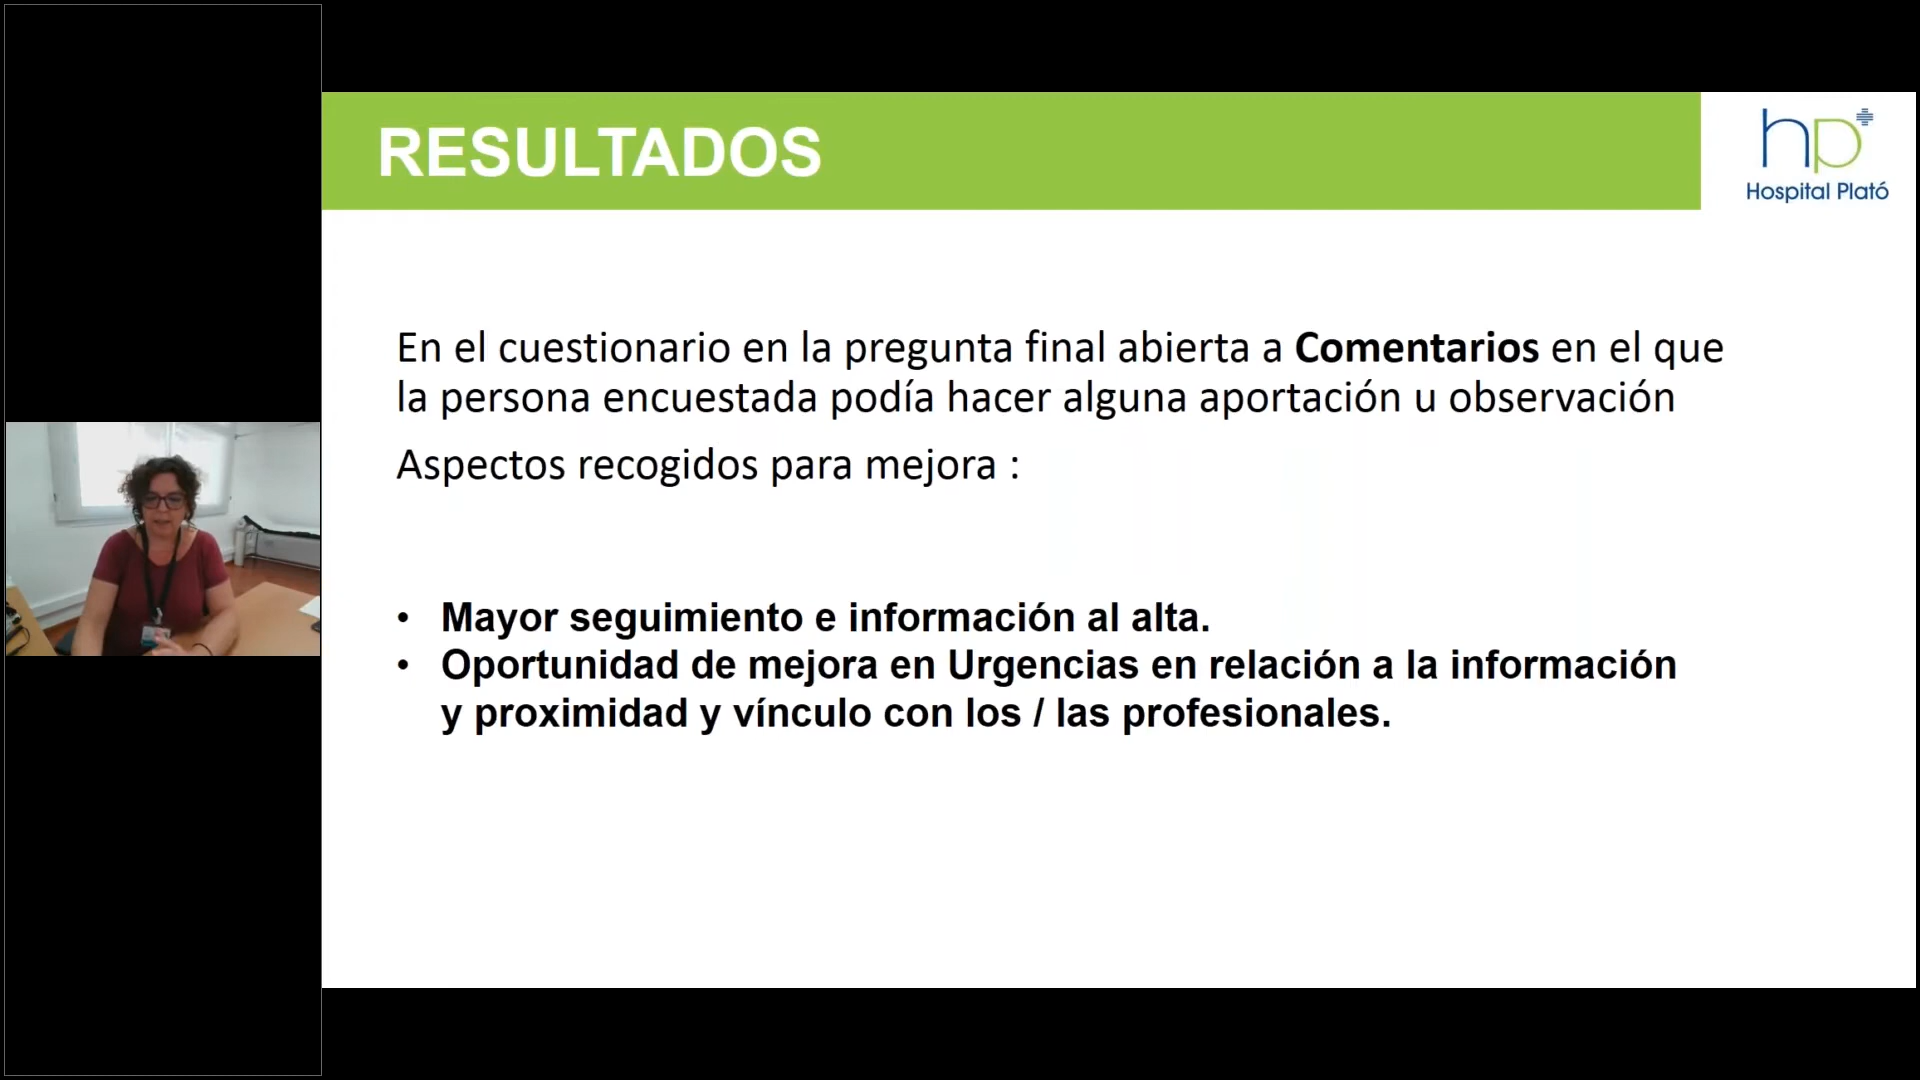 RESULTADOS
hp
Hospital Plató
En el cuestionario en la pregunta final abierta a Comentarios en el que
la persona encuestada podía hacer alguna aportación u observación
Aspectos recogidos para mejora :
• Mayor seguimiento e información al alta.
• Oportunidad de mejora en Urgencias en relación a la información
y proximidad y vínculo con los / las profesionales.